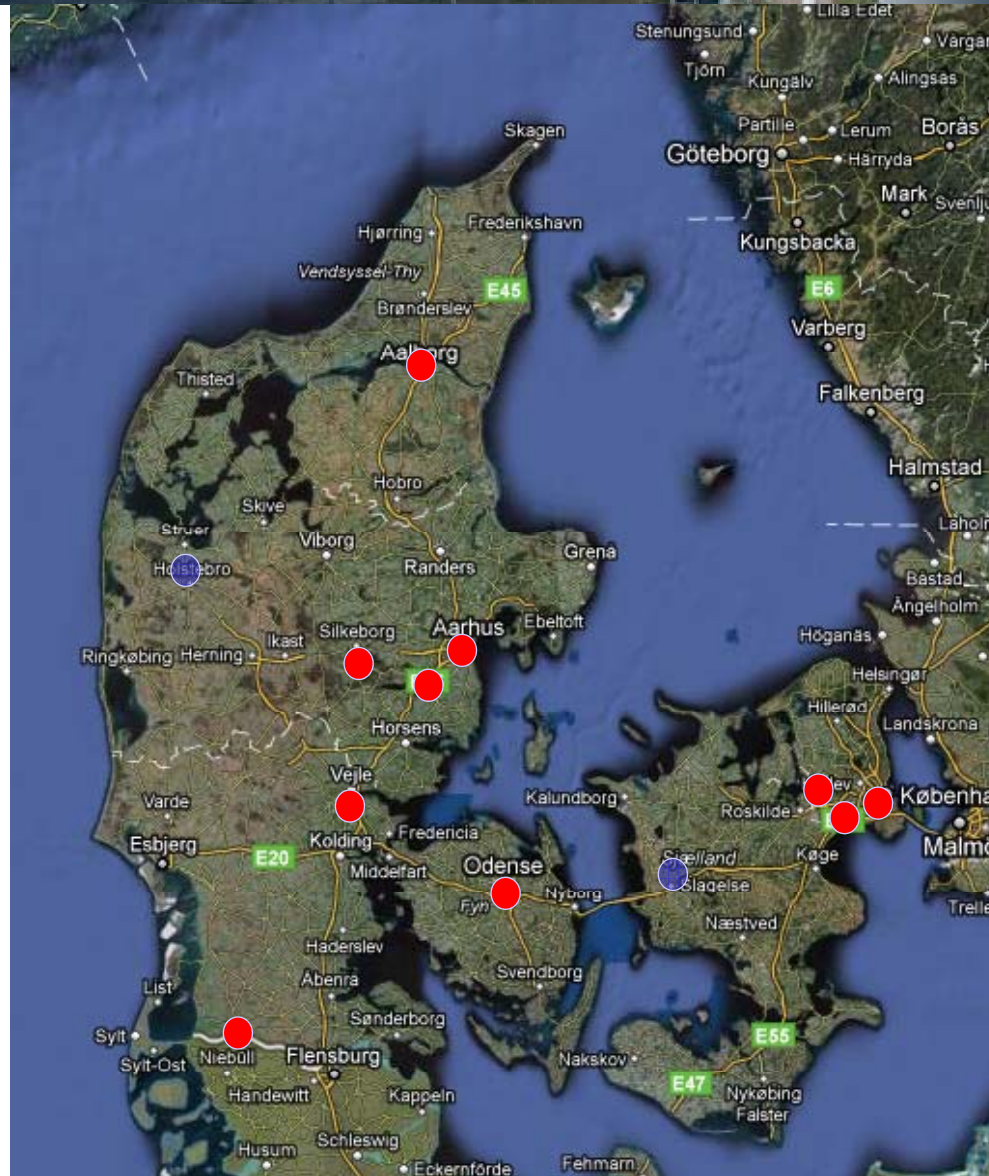 Lilla Edet
Stenungsund
Vargar
Tjörn
Kungälv
Alingsås
Partille
Lerum
Borås
Skagen
Göteborg
Härryda
Mark
Svenlju
Hjørring
Frederikshavn
Kungsbacka
Vendsyssel-Thy
E45
E6
Brønderslev
Varberg
Thisted
Falkenberg
Hobro
Halmstad
Skive
Struer
Laholm
Viborg
Grena
Randers
Holstebro
Båstad
Ängelholm
Silkeborg
Aarhus
Ebeltoft
Höganäs
Ikast
Ringkøbing
Herning
Helsingør
Hillerød
Landskrona
Horsens
Vejle
Kalundborg
Københa
Varde
Roskilde
Fredericia
Esbjerg
Kolding
Malmö
E20
Odense
Sjælland
Køge
Middelfart
Nyborg
Slagelse
Fyn
Trelle
Næstved
Haderslev
Åbenrå
Svendborg
List
Sønderborg
Sylt
E55
Sylt-Ost
Niebüll
Flensburg
Nakskov
E47
Handewitt
Kappeln
Nykøbing
Falster
Schleswig
Husum
Eckernförde
Fehmarn